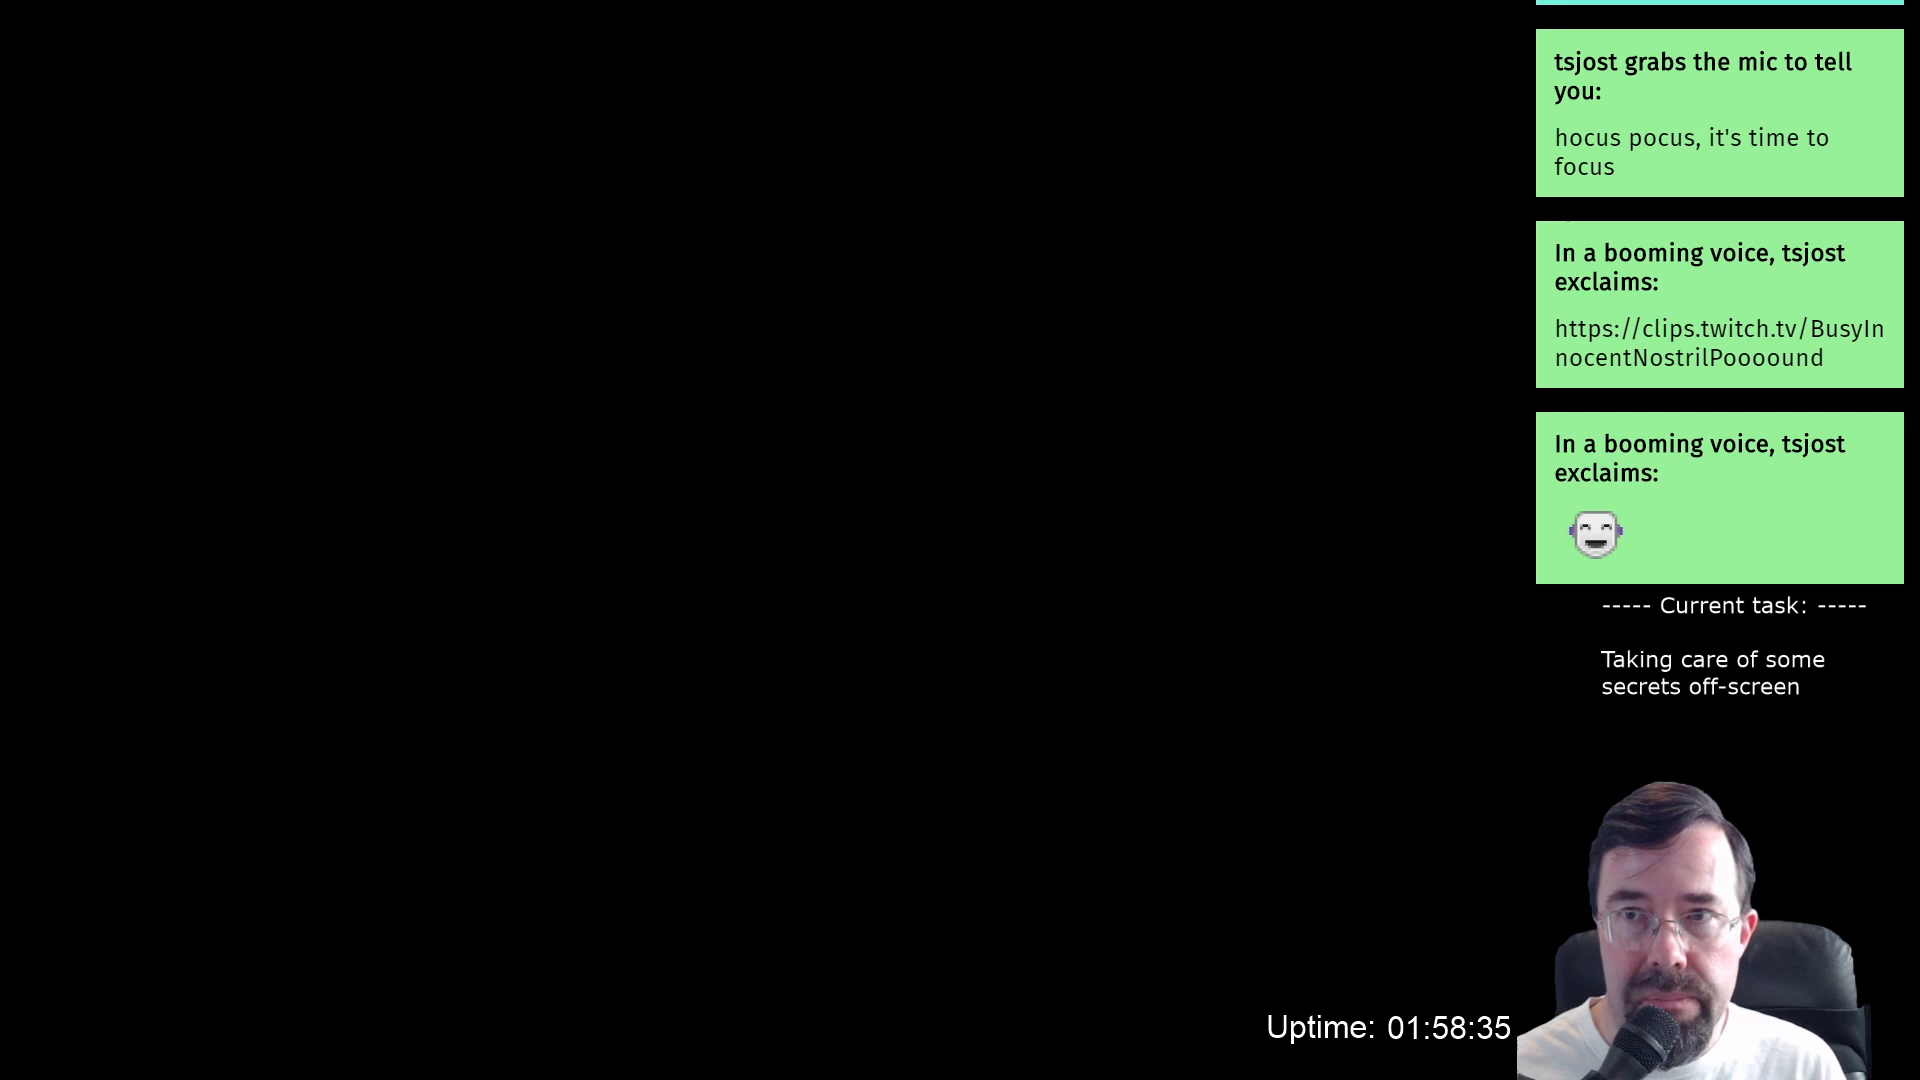 tsjost grabs the mic to tell
you:
hocus pocus, it's time to
focus
In a booming voice, tsjost
exclaims:
https://clips.twitch.tv/BusyIn
nocentNostrilPoooound
In a booming voice, tsjost
exclaims:
----- Current task: -----
Taking care of some
secrets off-screen
Uptime: 01:58:35